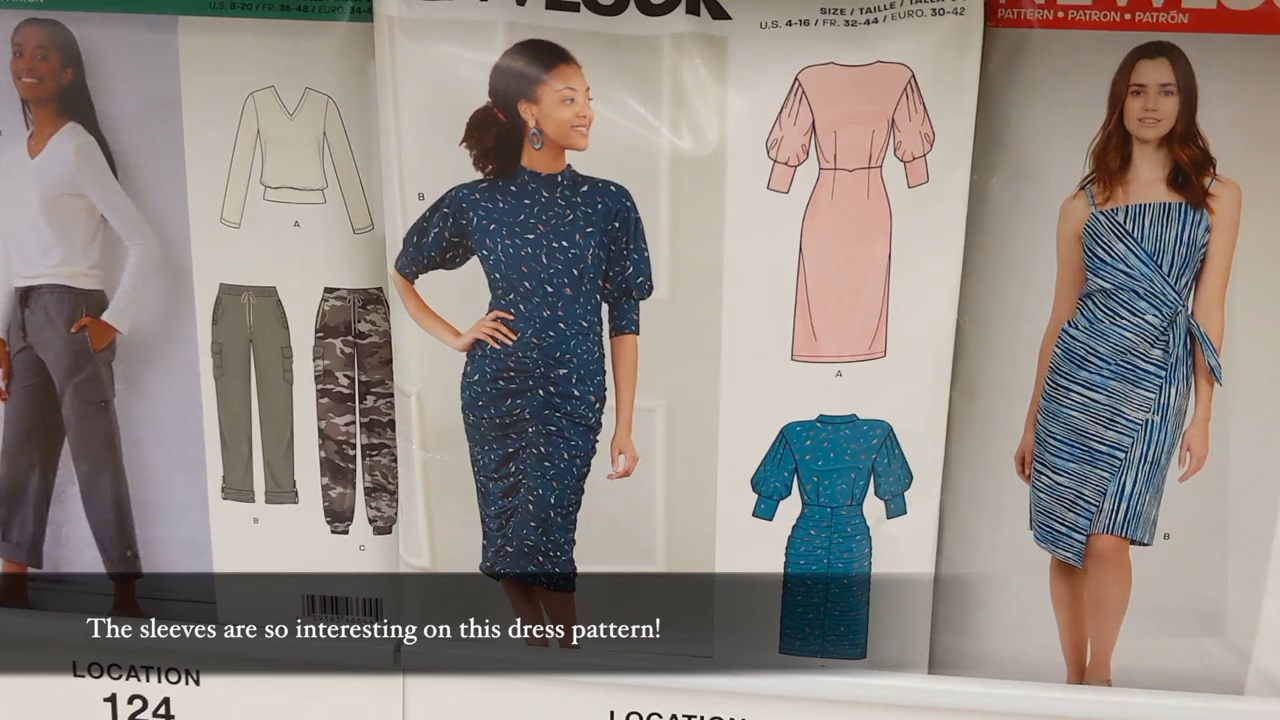 U.S. 8-20 / FR. 36-48 / EURO. 34-4
SIZE / TAILLE / TALLA
U.S. 4-16 / FR. 32-44 / EURO. 30-42
PATTERN • PATRON • PATRÓN
A
B
C
B
A
B
The sleeves are so interesting on this dress pattern!
LOCATION
124
LOCATION